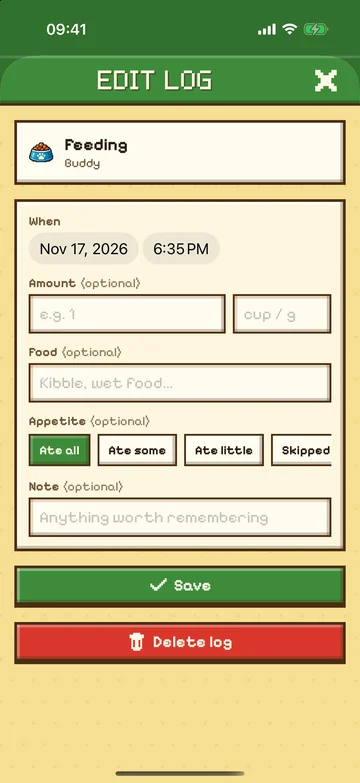 09:41
EDIT LOG
Feeding
Buddy
When
Nov 17, 2026 6:35 PM
Amount (optional)
e.g. 1 cup / g
Food (optional)
Kibble, wet food...
Appetite (optional)
Ate all Ate some Ate little Skipped
Note (optional)
Anything worth remembering
Save
Delete log